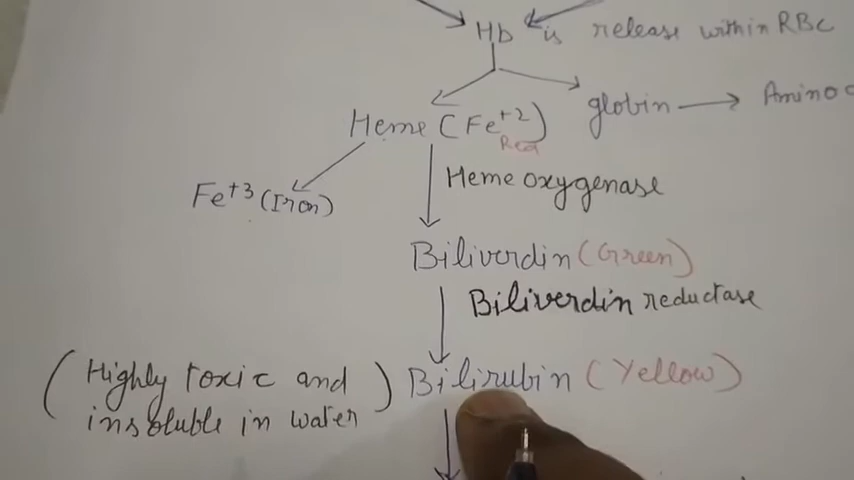 Hb is release within RBC
Heme (Fe+2) globin → Amino
Red
Heme oxygenase
Fe+3 (Iron)
Biliverdin (Green)
Biliverdin reductase
(Highly toxic and insoluble in water) Bilirubin (Yellow)